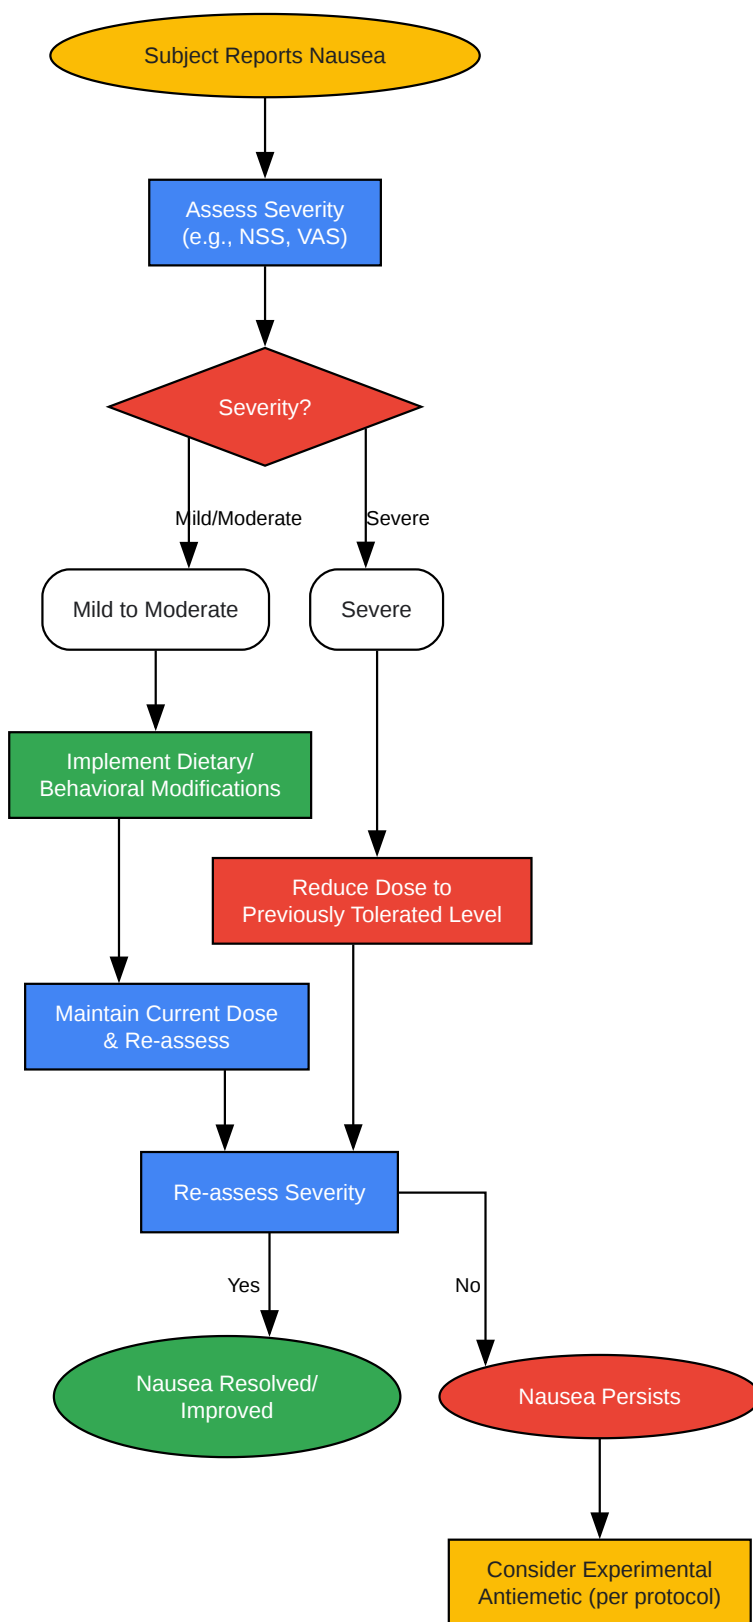 Subject Reports Nausea
Assess Severity
(e.g., NSS, VAS)
Severity?
Mild/Moderate
Severe
Mild to Moderate
Severe
Implement Dietary/
Behavioral Modifications
Reduce Dose to
Previously Tolerated Level
Maintain Current Dose
& Re-assess
Re-assess Severity
Yes
No
Nausea Resolved/
Improved
Nausea Persists
Consider Experimental
Antiemetic (per protocol)